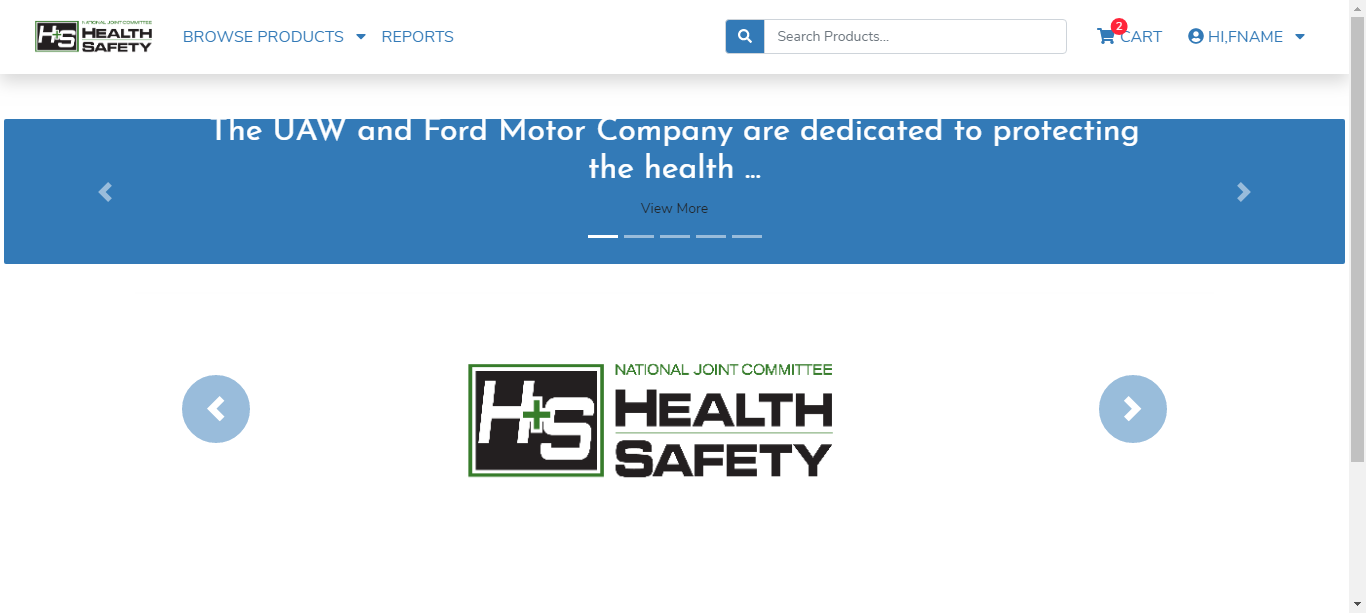 H+S NATIONAL JOINT COMMITTEE
HEALTH
SAFETY
BROWSE PRODUCTS REPORTS
Search Products...
2
CART
HI,FNAME
The UAW and Ford Motor Company are dedicated to protecting
the health ...
View More
H+S
NATIONAL JOINT COMMITTEE
HEALTH
SAFETY